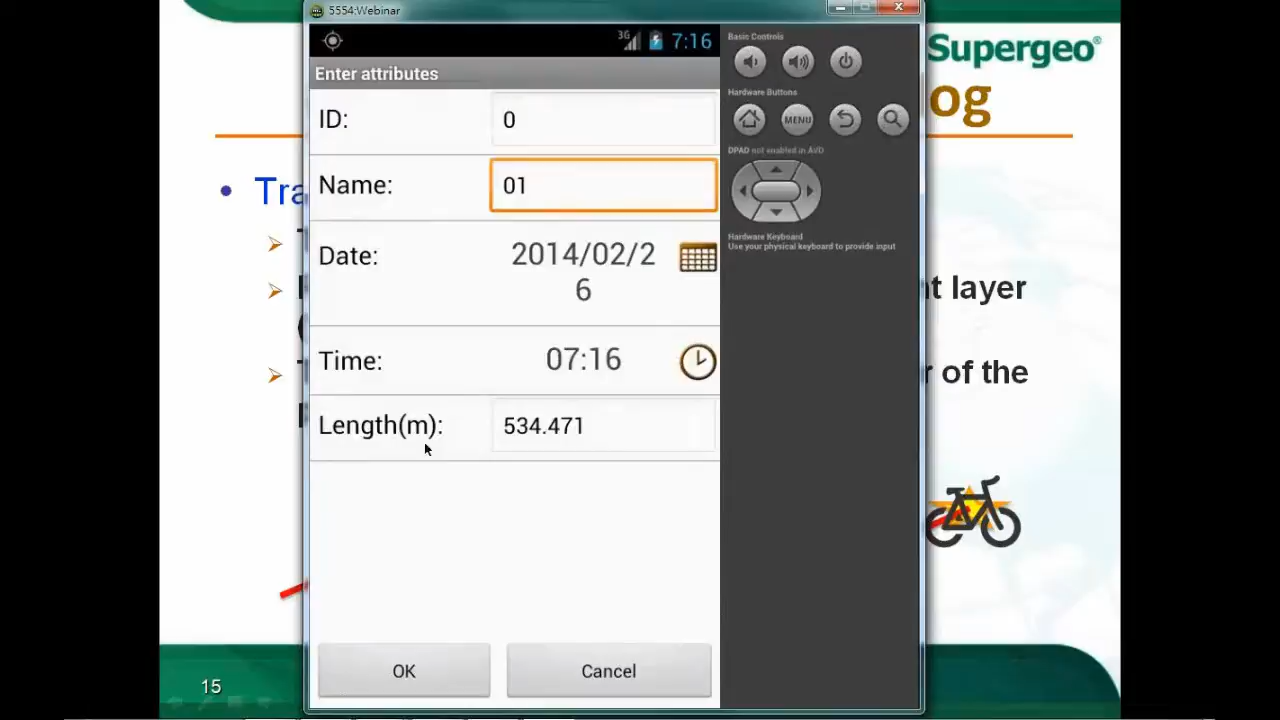 5554:Webinar
3G 7:16
Enter attributes
ID: 0
Name: 01
Date: 2014/02/2
6
Time: 07:16
Length(m): 534.471
OK Cancel
Basic Controls
Hardware Buttons
MENU
DPAD not enabled in AVD
Hardware Keyboard
Use your physical keyboard to provide input
Supergeo®
og
Tra
layer
of the
15